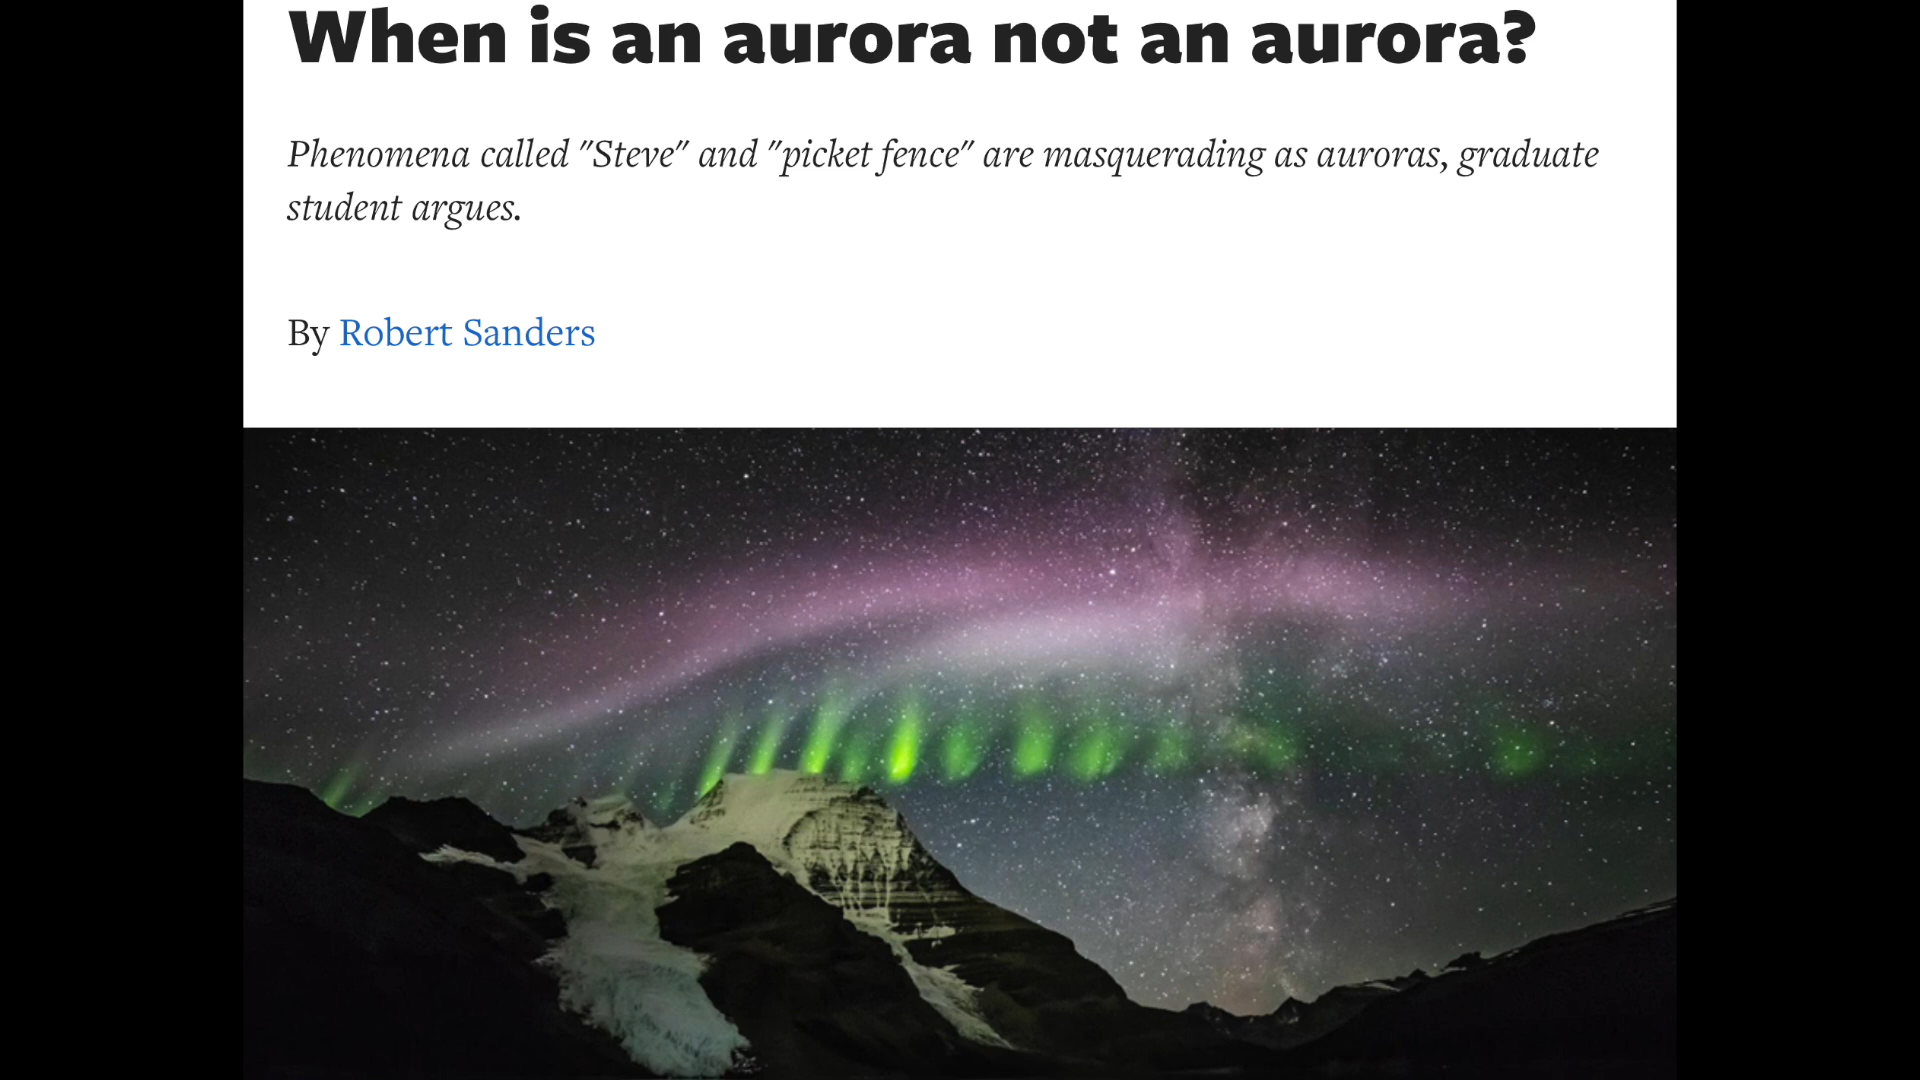 When is an aurora not an aurora?
Phenomena called "Steve" and "picket fence" are masquerading as auroras, graduate
student argues.
By Robert Sanders